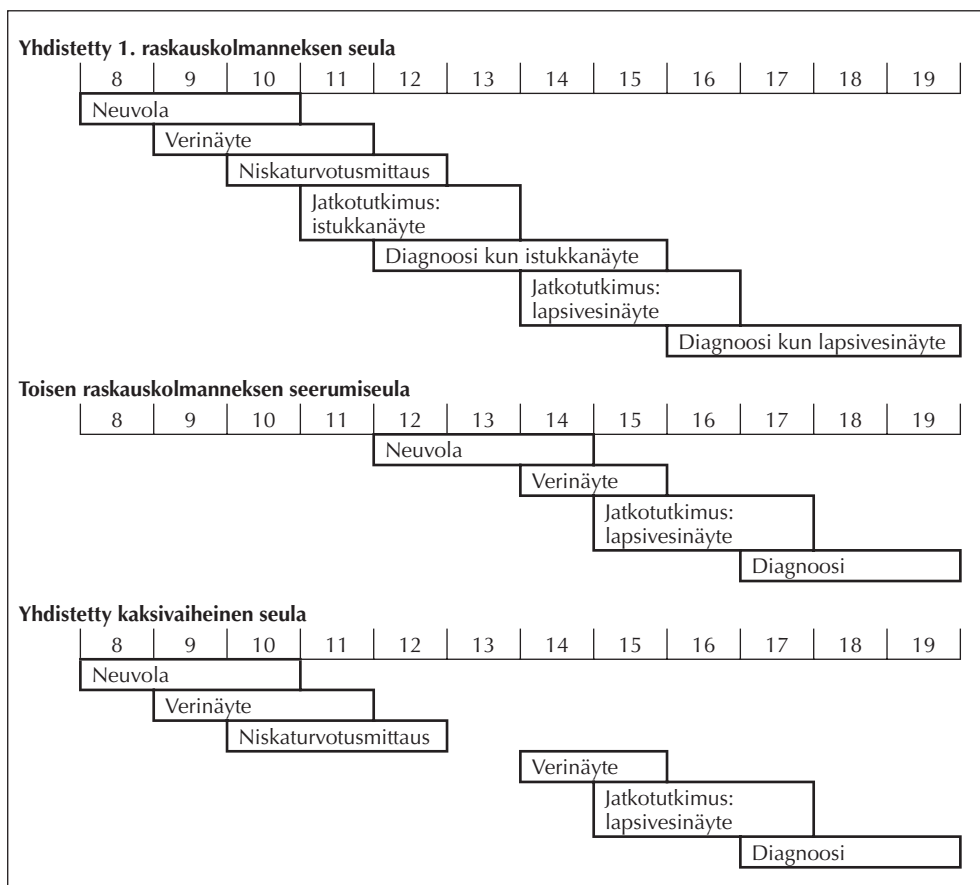 Yhdistetty 1. raskauskolmanneksen seula
8 9 10 11 12 13 14 15 16 17 18 19
Neuvola
Verinäyte
Niskaturvotusmittaus
Jatkotutkimus:
istukkanäyte
Diagnoosi kun istukkanäyte
Jatkotutkimus:
lapsivesinäyte
Diagnoosi kun lapsivesinäyte
Toisen raskauskolmanneksen seerumiseula
8 9 10 11 12 13 14 15 16 17 18 19
Neuvola
Verinäyte
Jatkotutkimus:
lapsivesinäyte
Diagnoosi
Yhdistetty kaksivaiheinen seula
8 9 10 11 12 13 14 15 16 17 18 19
Neuvola
Verinäyte
Niskaturvotusmittaus
Verinäyte
Jatkotutkimus:
lapsivesinäyte
Diagnoosi